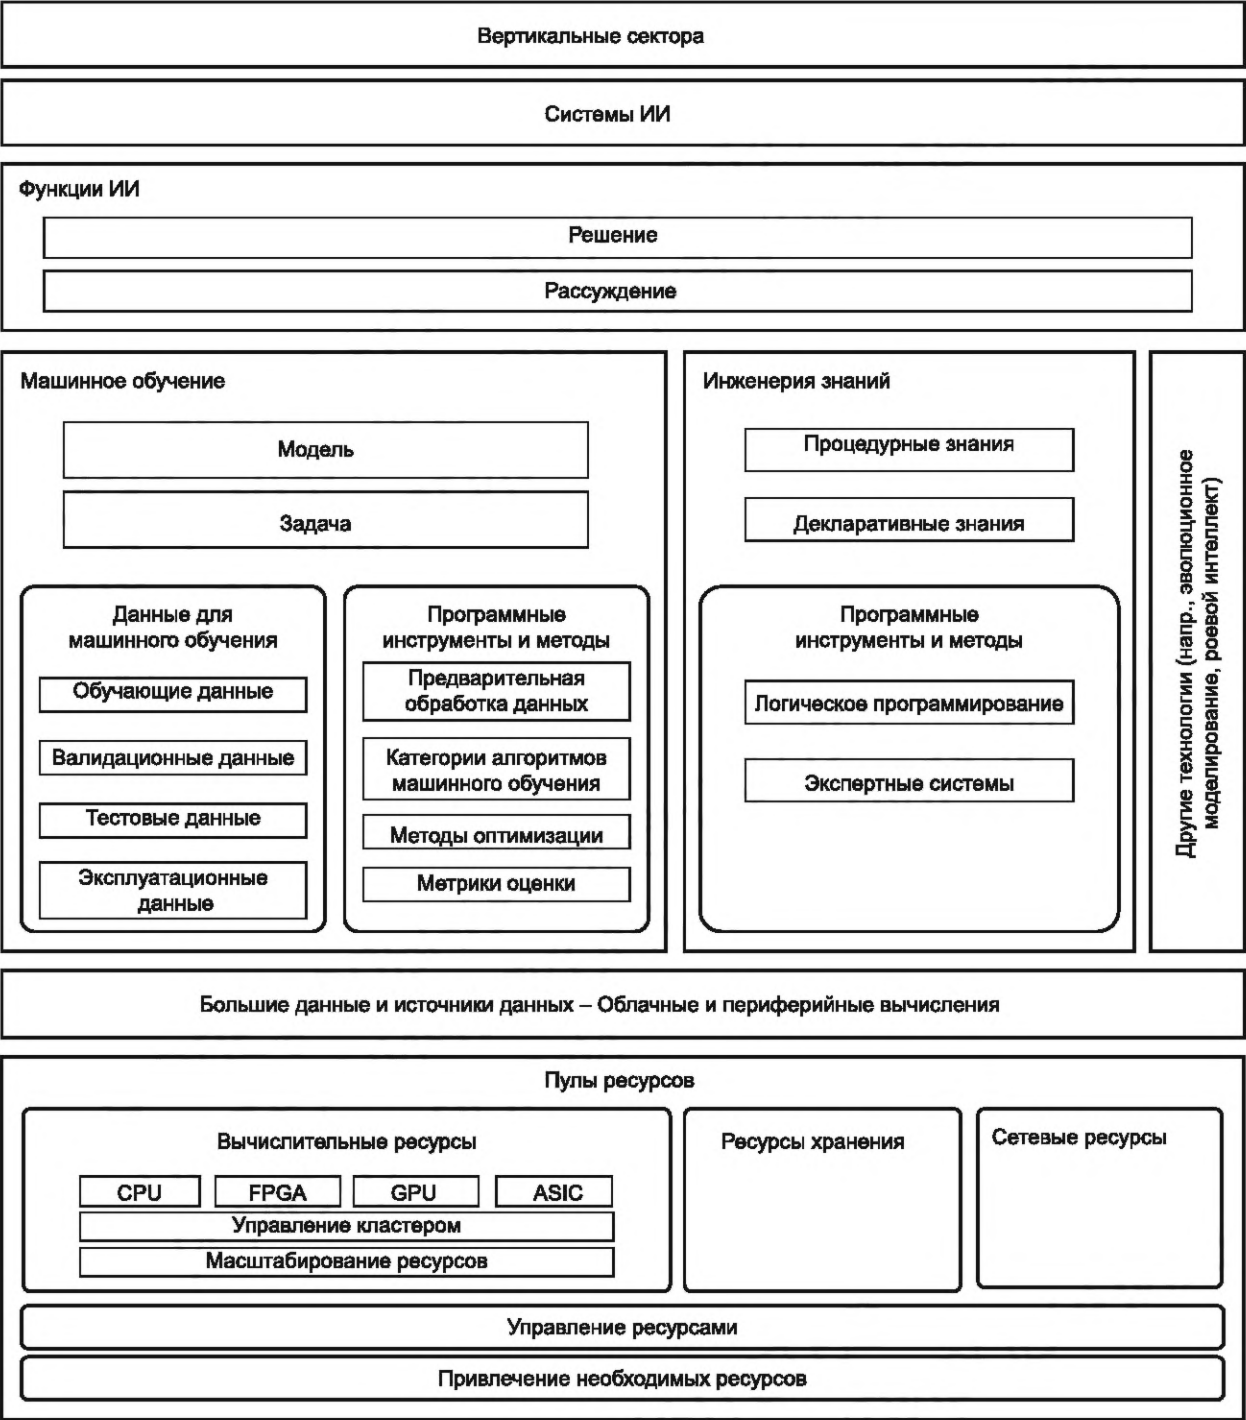 Вертикальные сектора
Системы ИИ
Функции ИИ
Решение
Рассуждение
Машинное обучение
Модель
Задача
Данные для
машинного обучения
Обучающие данные
Валидационные данные
Тестовые данные
Эксплуатационные
данные
Программные
инструменты и методы
Предварительная
обработка данных
Категории алгоритмов
машинного обучения
Методы оптимизации
Метрики оценки
Инженерия знаний
Процедурные знания
Декларативные знания
Программные
инструменты и методы
Логическое программирование
Экспертные системы
Другие технологии (напр., эволюционное
моделирование, роевой интеллект)
Большие данные и источники данных – Облачные и периферийные вычисления
Пулы ресурсов
Вычислительные ресурсы
CPU FPGA GPU ASIC
Управление кластером
Масштабирование ресурсов
Ресурсы хранения
Сетевые ресурсы
Управление ресурсами
Привлечение необходимых ресурсов